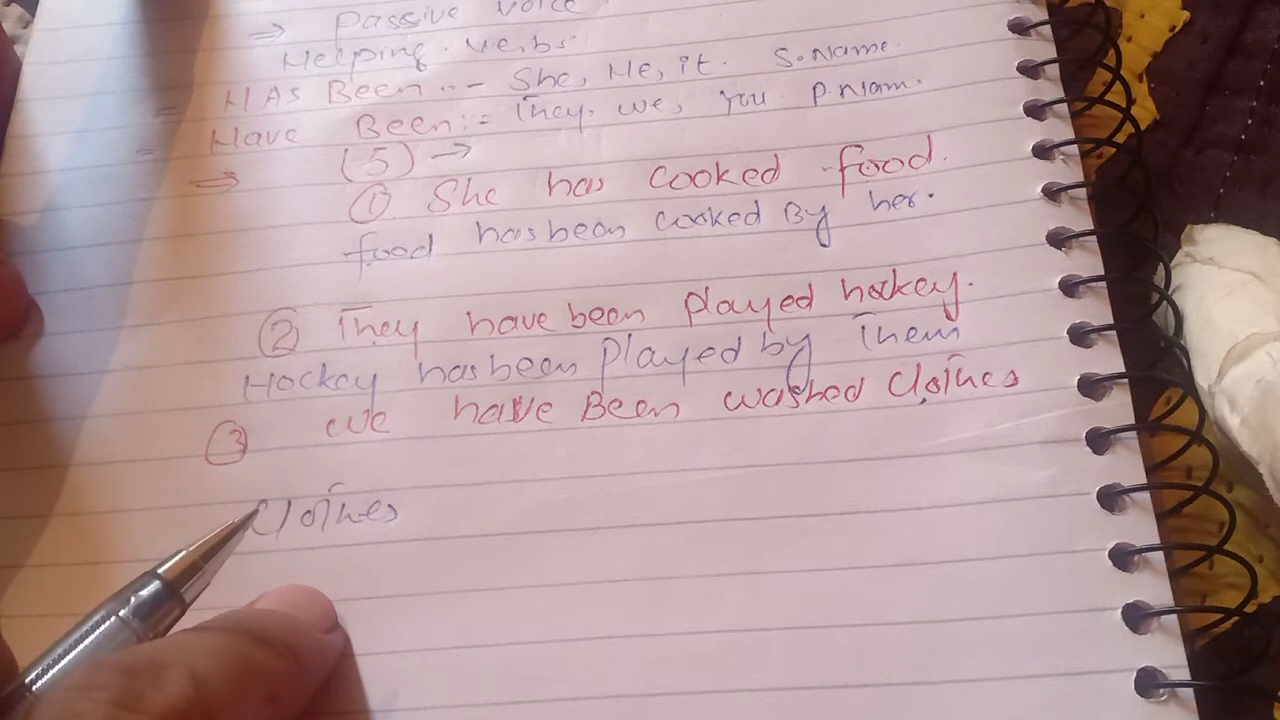 ⇒ Passive voice
Helping verbs
= HAS Been :- She, He, it. S.Name.
- Have Been := They, we, you P.Nam.
⇒ (5) →
① She has cooked food.
food has been cooked By her.
② They have been Played hockey.
Hockey has been Played by Them
③ we have Been washed Clothes
Clothes